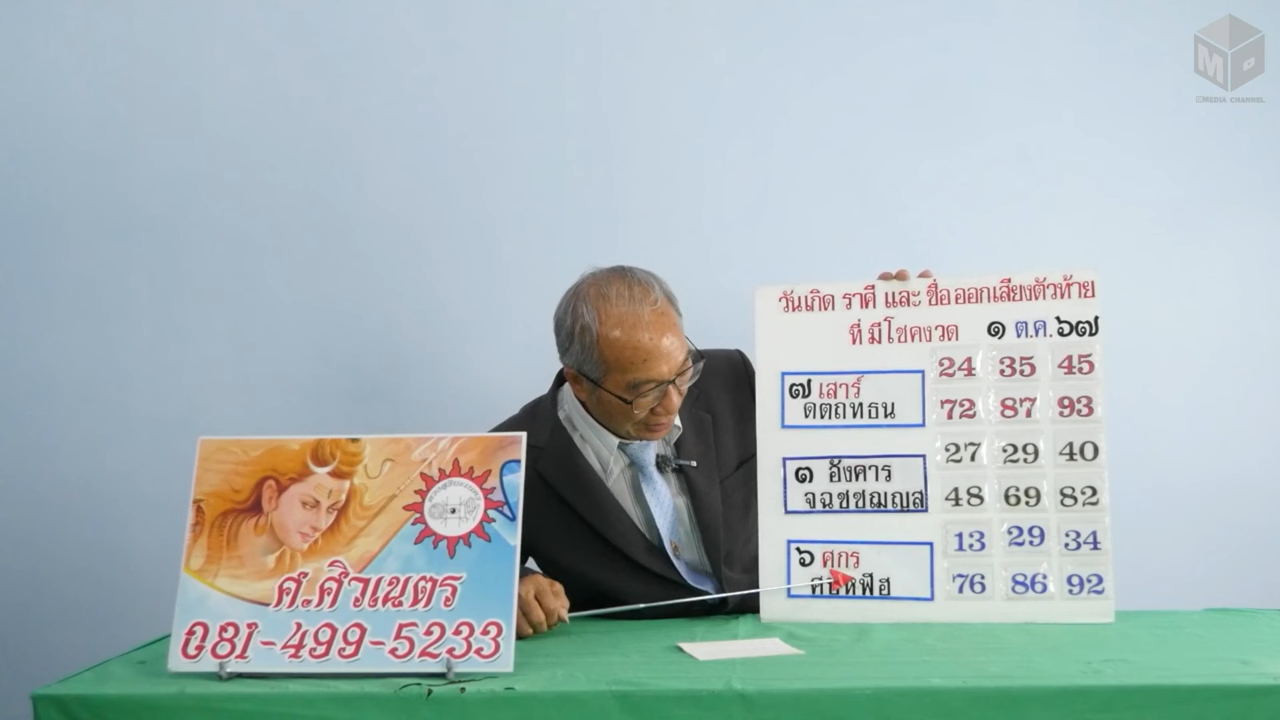 MEDIA CHANNEL
วันเกิด ราศี และ ชื่อออกเสียงตัวท้าย
ที่มีโชคงวด ๑ ต.ค. ๖๗
24 35 45
๗ เสาร์
ดตถทธน 72 87 93
27 29 40
๓ อังคาร
จฉชซฌญส 48 69 82
13 29 34
๖ ศุกร
76 86 92
ศ.ศิวเนตร
081-499-5233